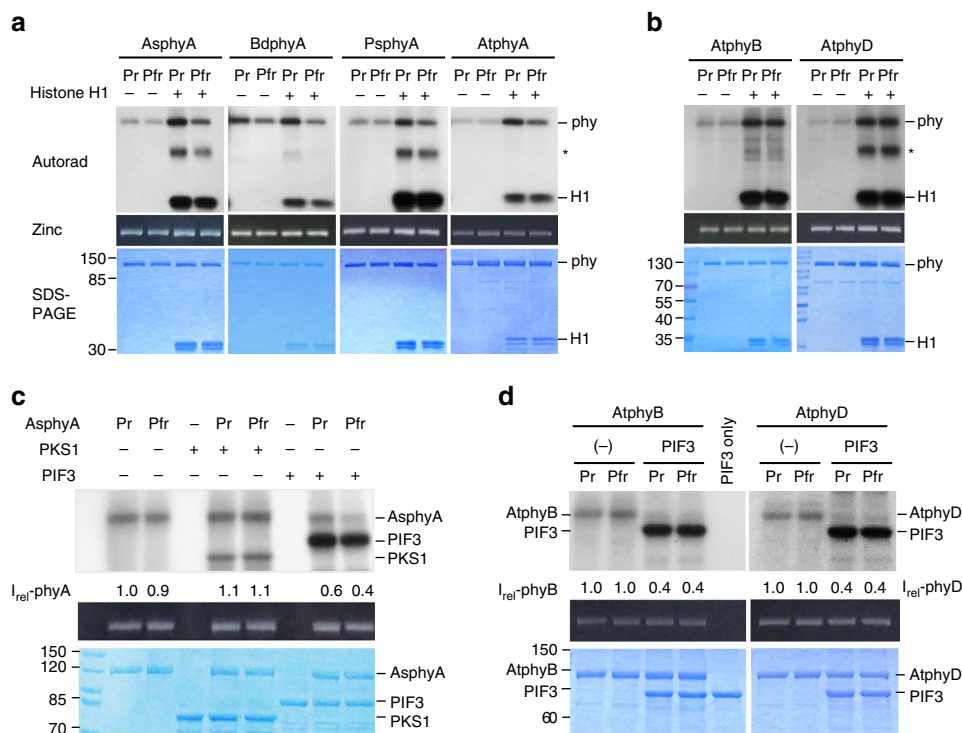 a
AsphyA BdphyA PsphyA AtphyA
Pr Pfr Pr Pfr Pr Pfr Pr Pfr Pr Pfr Pr Pfr Pr Pfr Pr Pfr
Histone H1 – – + + – – + + – – + + – – + +
Autorad
phy
*
H1
Zinc
SDS-
PAGE
150
85
30
phy
H1
b
AtphyB AtphyD
Pr Pfr Pr Pfr Pr Pfr Pr Pfr
– – + + – – + +
phy
*
H1
130
70
55
40
35
phy
H1
c
AsphyA Pr Pfr – Pr Pfr – Pr Pfr
PKS1 – – + + + – – –
PIF3 – – – – – + + +
AsphyA
PIF3
PKS1
Irel-phyA 1.0 0.9 1.1 1.1 0.6 0.4
150
120
85
70
AsphyA
PIF3
PKS1
d
AtphyB PIF3 only AtphyD
(–) PIF3 (–) PIF3
Pr Pfr Pr Pfr Pr Pfr Pr Pfr
AtphyB
PIF3
AtphyD
PIF3
Irel-phyB 1.0 1.0 0.4 0.4 1.0 1.0 0.4 0.4 Irel-phyD
150
AtphyB
PIF3
60
AtphyD
PIF3